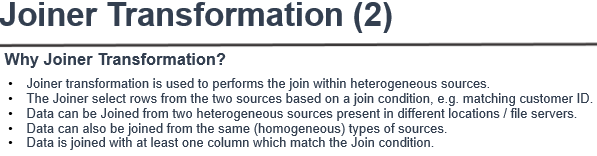 Joiner Transformation (2)
Why Joiner Transformation?
• Joiner transformation is used to performs the join within heterogeneous sources.
• The Joiner select rows from the two sources based on a join condition, e.g. matching customer ID.
• Data can be Joined from two heterogeneous sources present in different locations / file servers.
• Data can also be joined from the same (homogeneous) types of sources.
• Data is joined with at least one column which match the Join condition.